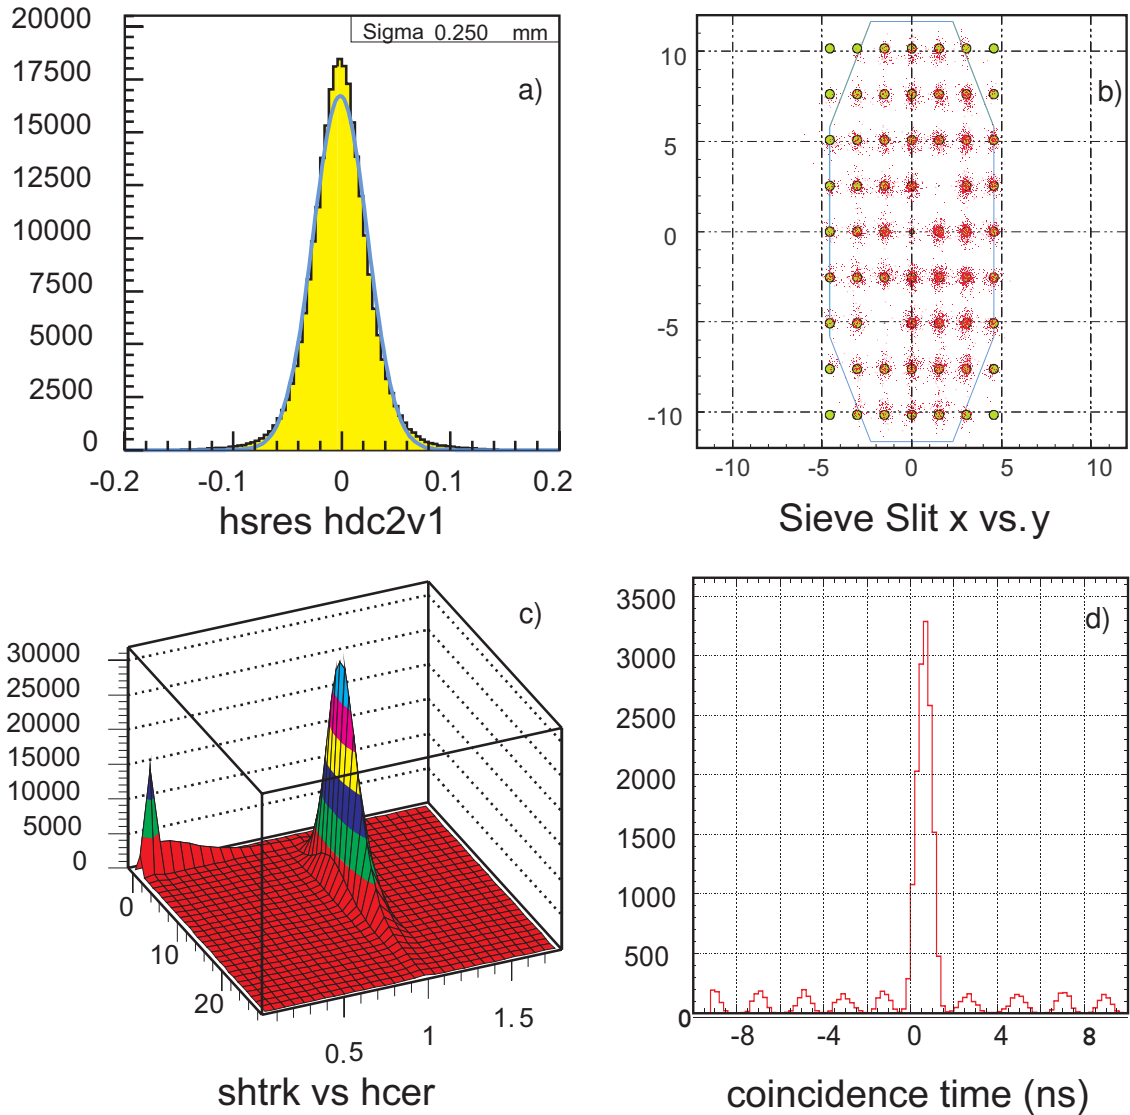 20000
17500
15000
12500
10000
7500
5000
2500
0
Sigma 0.250 mm
a)
-0.2 -0.1 0 0.1 0.2
hsres hdc2v1
10
5
0
-5
-10
b)
-10 -5 0 5 10
Sieve Slit x vs. y
30000
25000
20000
15000
10000
5000
0
c)
0
10
20
0.5
1
1.5
shtrk vs hcer
3500
3000
2500
2000
1500
1000
500
0
d)
-8 -4 0 4 8
coincidence time (ns)